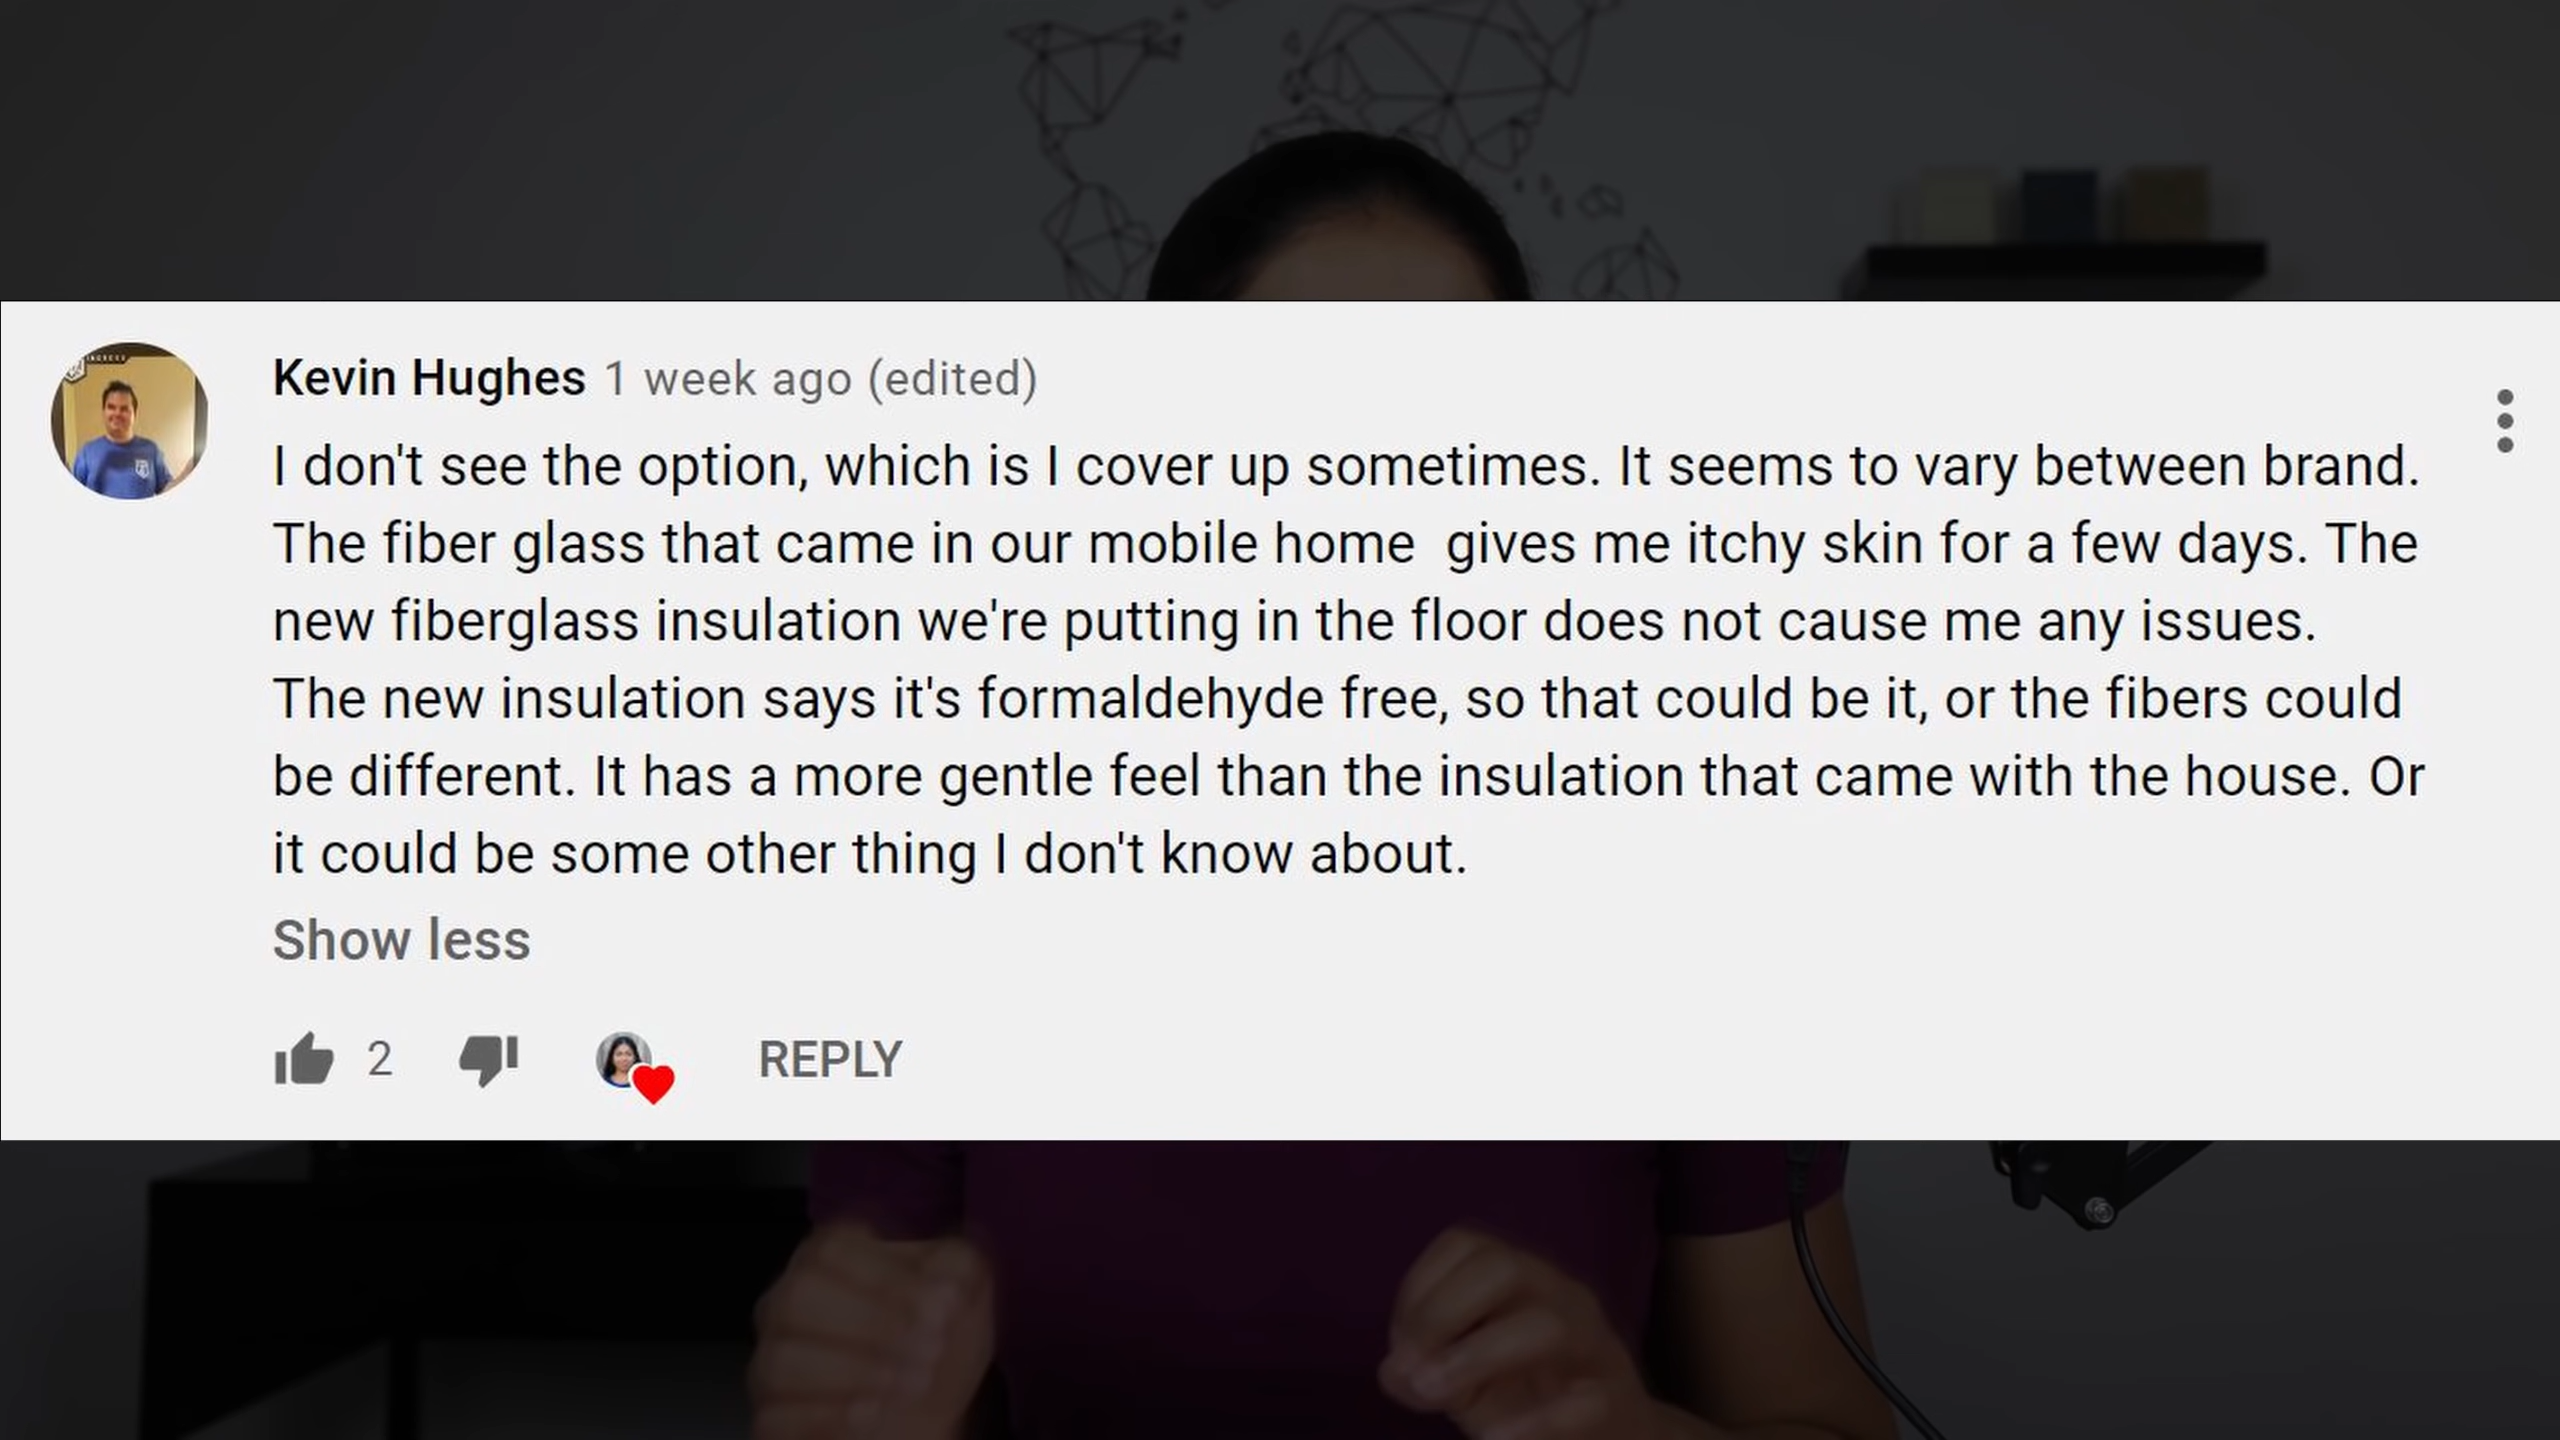 Kevin Hughes 1 week ago (edited)
I don't see the option, which is I cover up sometimes. It seems to vary between brand.
The fiber glass that came in our mobile home  gives me itchy skin for a few days. The
new fiberglass insulation we're putting in the floor does not cause me any issues.
The new insulation says it's formaldehyde free, so that could be it, or the fibers could
be different. It has a more gentle feel than the insulation that came with the house. Or
it could be some other thing I don't know about.
Show less
2 REPLY